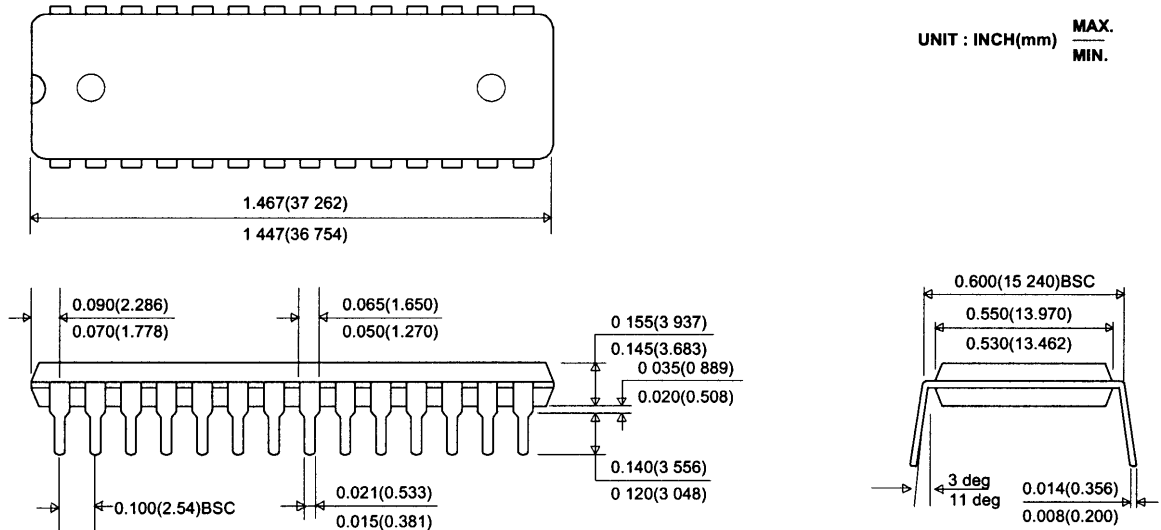 UNIT : INCH(mm) MAX.
MIN.
1.467(37 262)
1 447(36 754)
0.090(2.286)
0.070(1.778)
0.065(1.650)
0.050(1.270)
0 155(3 937)
0.145(3.683)
0 035(0 889)
0.020(0.508)
0.140(3 556)
0 120(3 048)
0.100(2.54)BSC
0.021(0.533)
0.015(0.381)
0.600(15 240)BSC
0.550(13.970)
0.530(13.462)
3 deg
11 deg
0.014(0.356)
0.008(0.200)